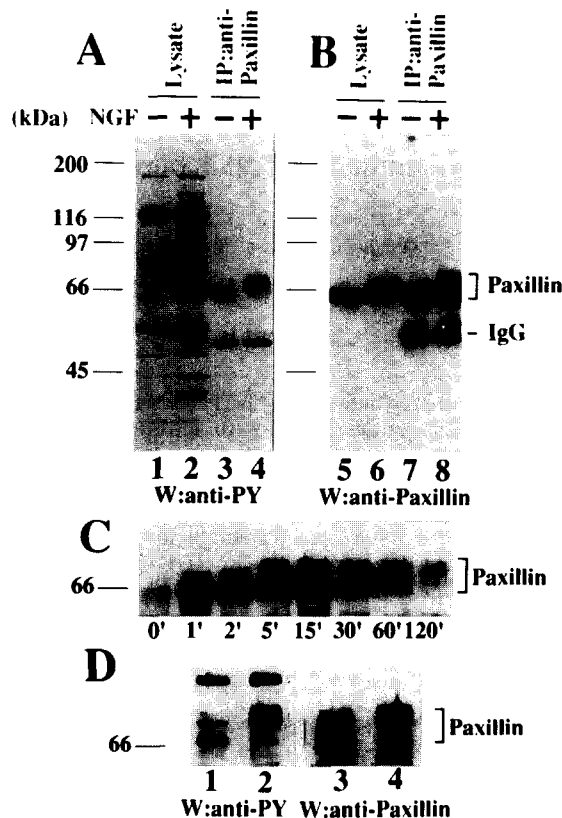 A
Lysate
IP:anti-
Paxillin
B
Lysate
IP:anti-
Paxillin
(kDa) NGF − + − + − + − +
200
116
97
66
45
Paxillin
IgG
1 2 3 4
W:anti-PY
5 6 7 8
W:anti-Paxillin
C
66
Paxillin
0' 1' 2' 5' 15' 30' 60' 120'
D
66
Paxillin
1 2 3 4
W:anti-PY W:anti-Paxillin